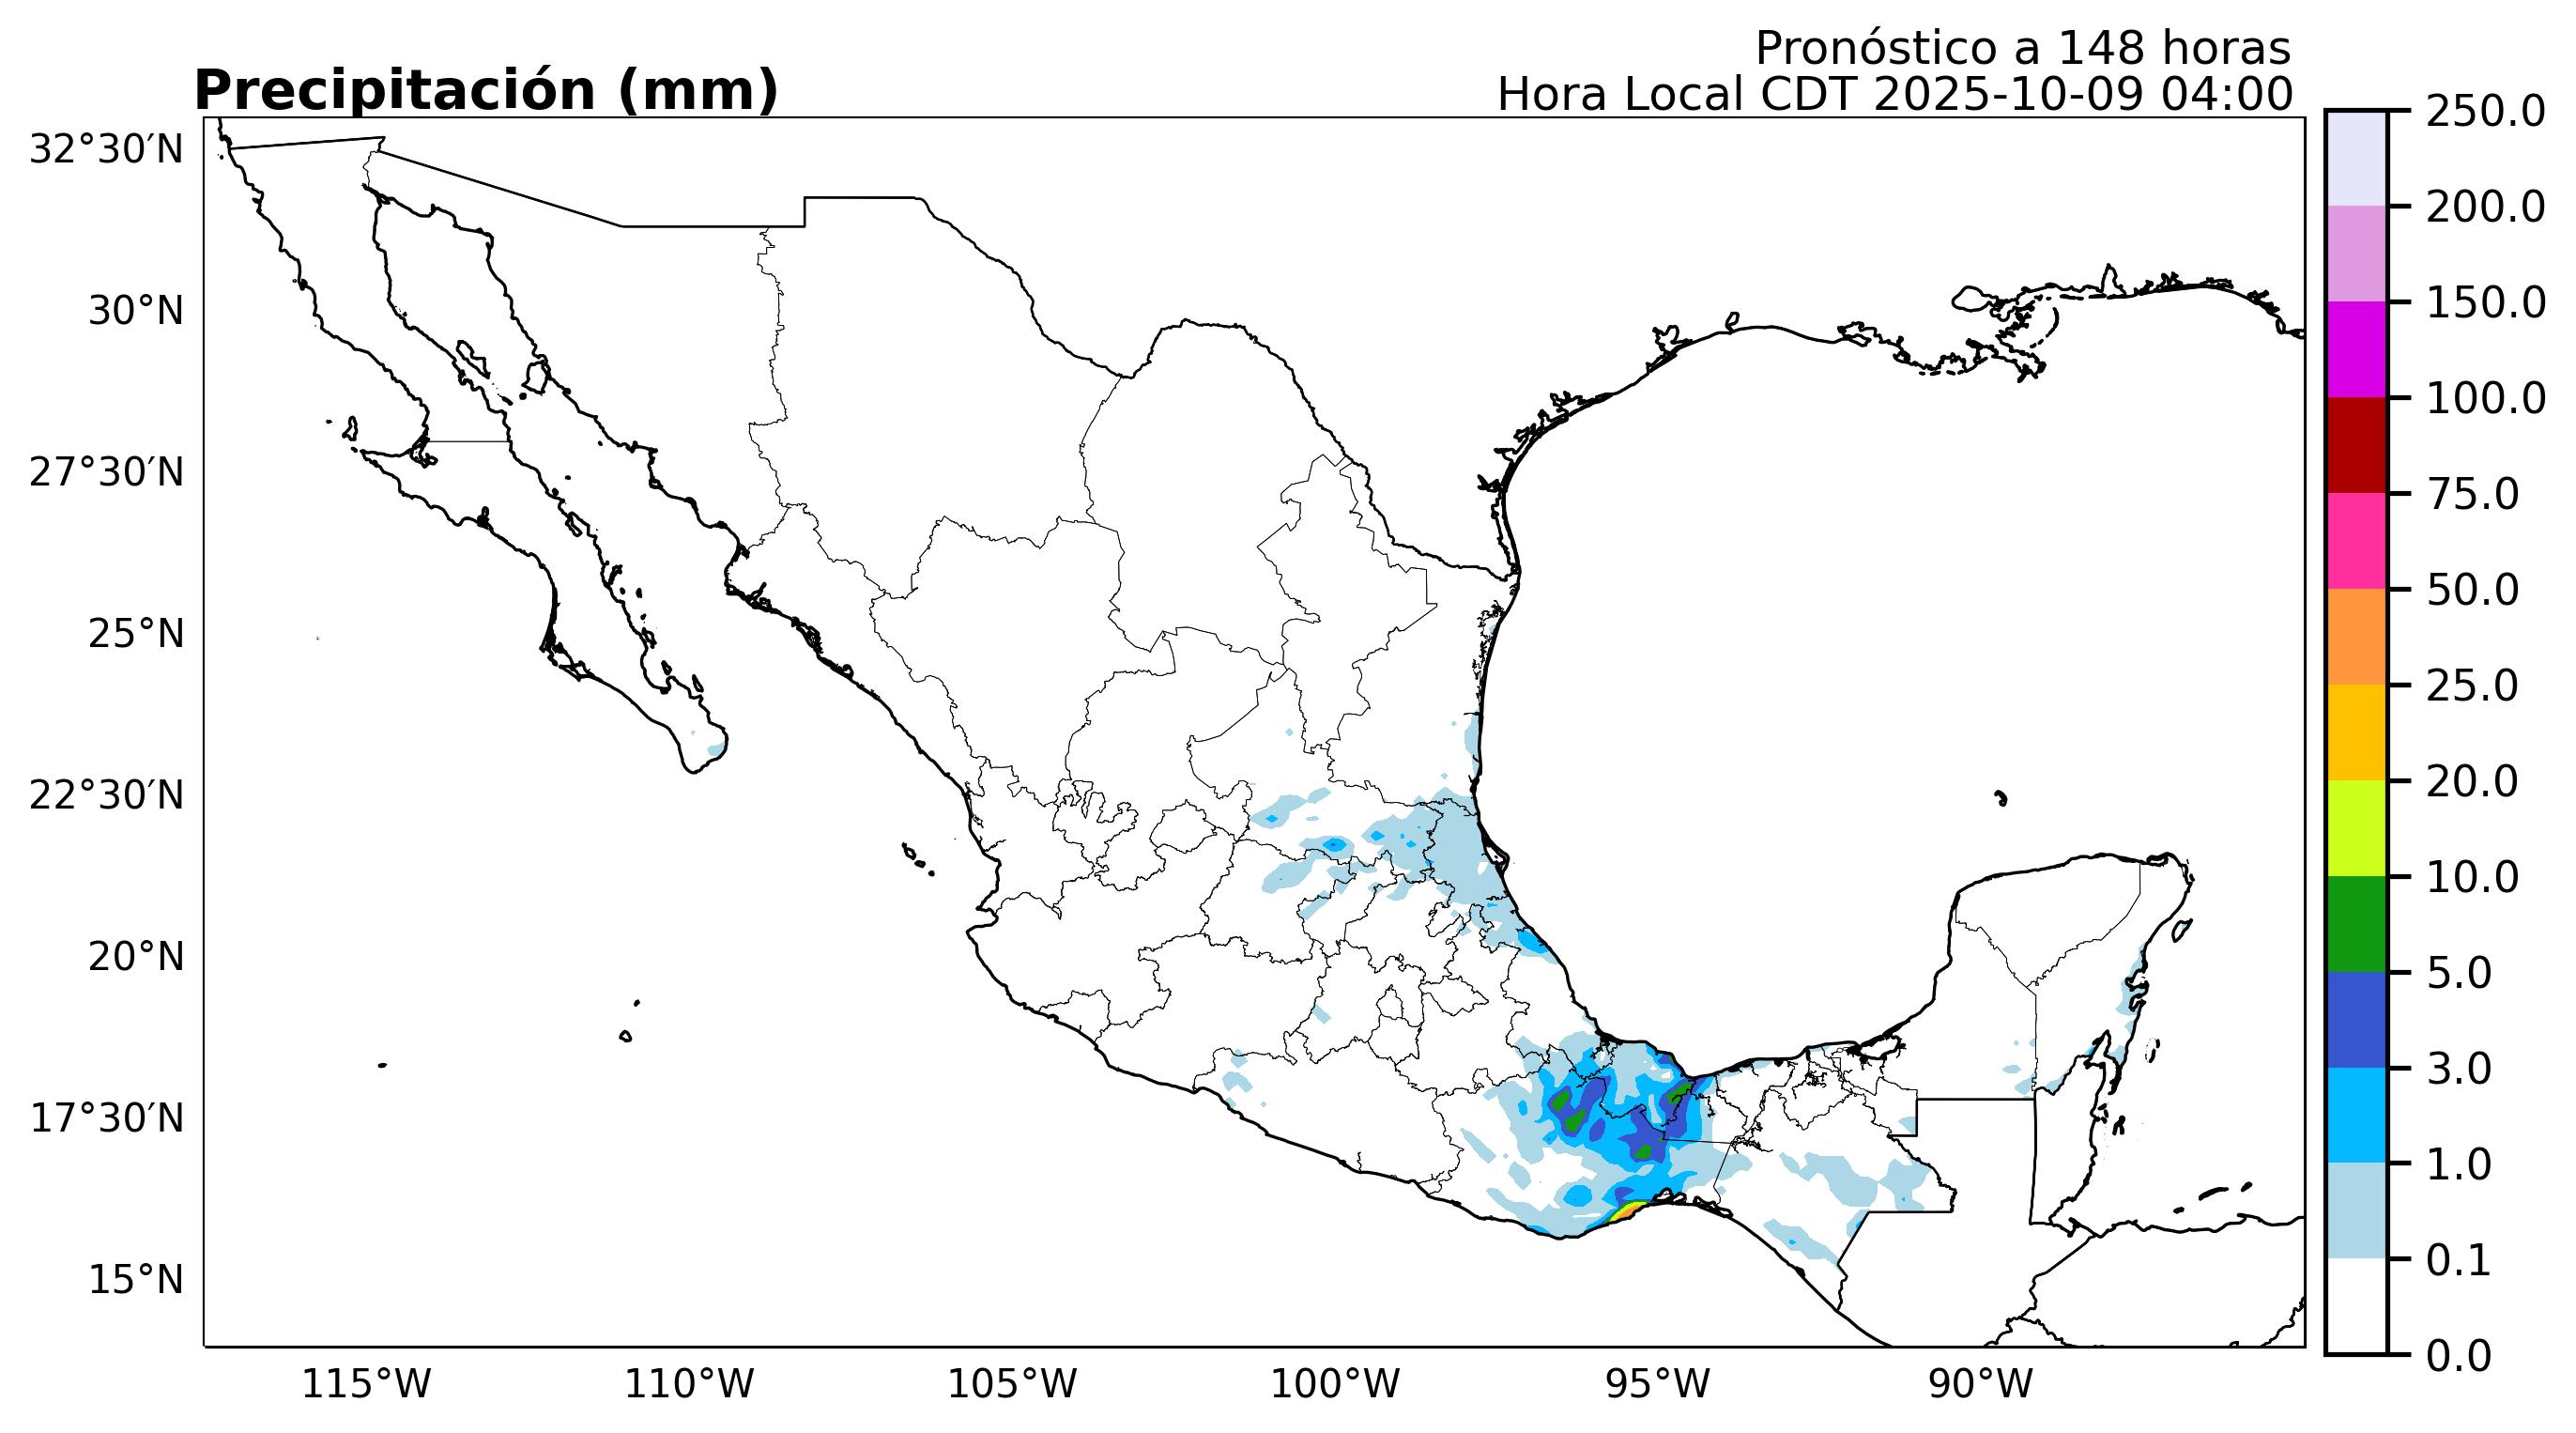 Pronóstico a 148 horas
Precipitación (mm)
Hora Local CDT 2025-10-09 04:00
32°30′N
30°N
27°30′N
25°N
22°30′N
20°N
17°30′N
15°N
115°W
110°W
105°W
100°W
95°W
90°W
250.0
200.0
150.0
100.0
75.0
50.0
25.0
20.0
10.0
5.0
3.0
1.0
0.1
0.0